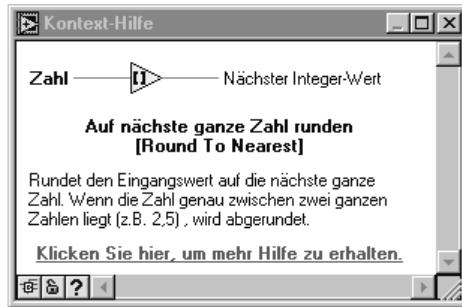 Kontext-Hilfe
Zahl Nächster Integer-Wert
Auf nächste ganze Zahl runden
[Round To Nearest]
Rundet den Eingangswert auf die nächste ganze
Zahl. Wenn die Zahl genau zwischen zwei ganzen
Zahlen liegt (z.B. 2,5) , wird abgerundet.
Klicken Sie hier, um mehr Hilfe zu erhalten.
?